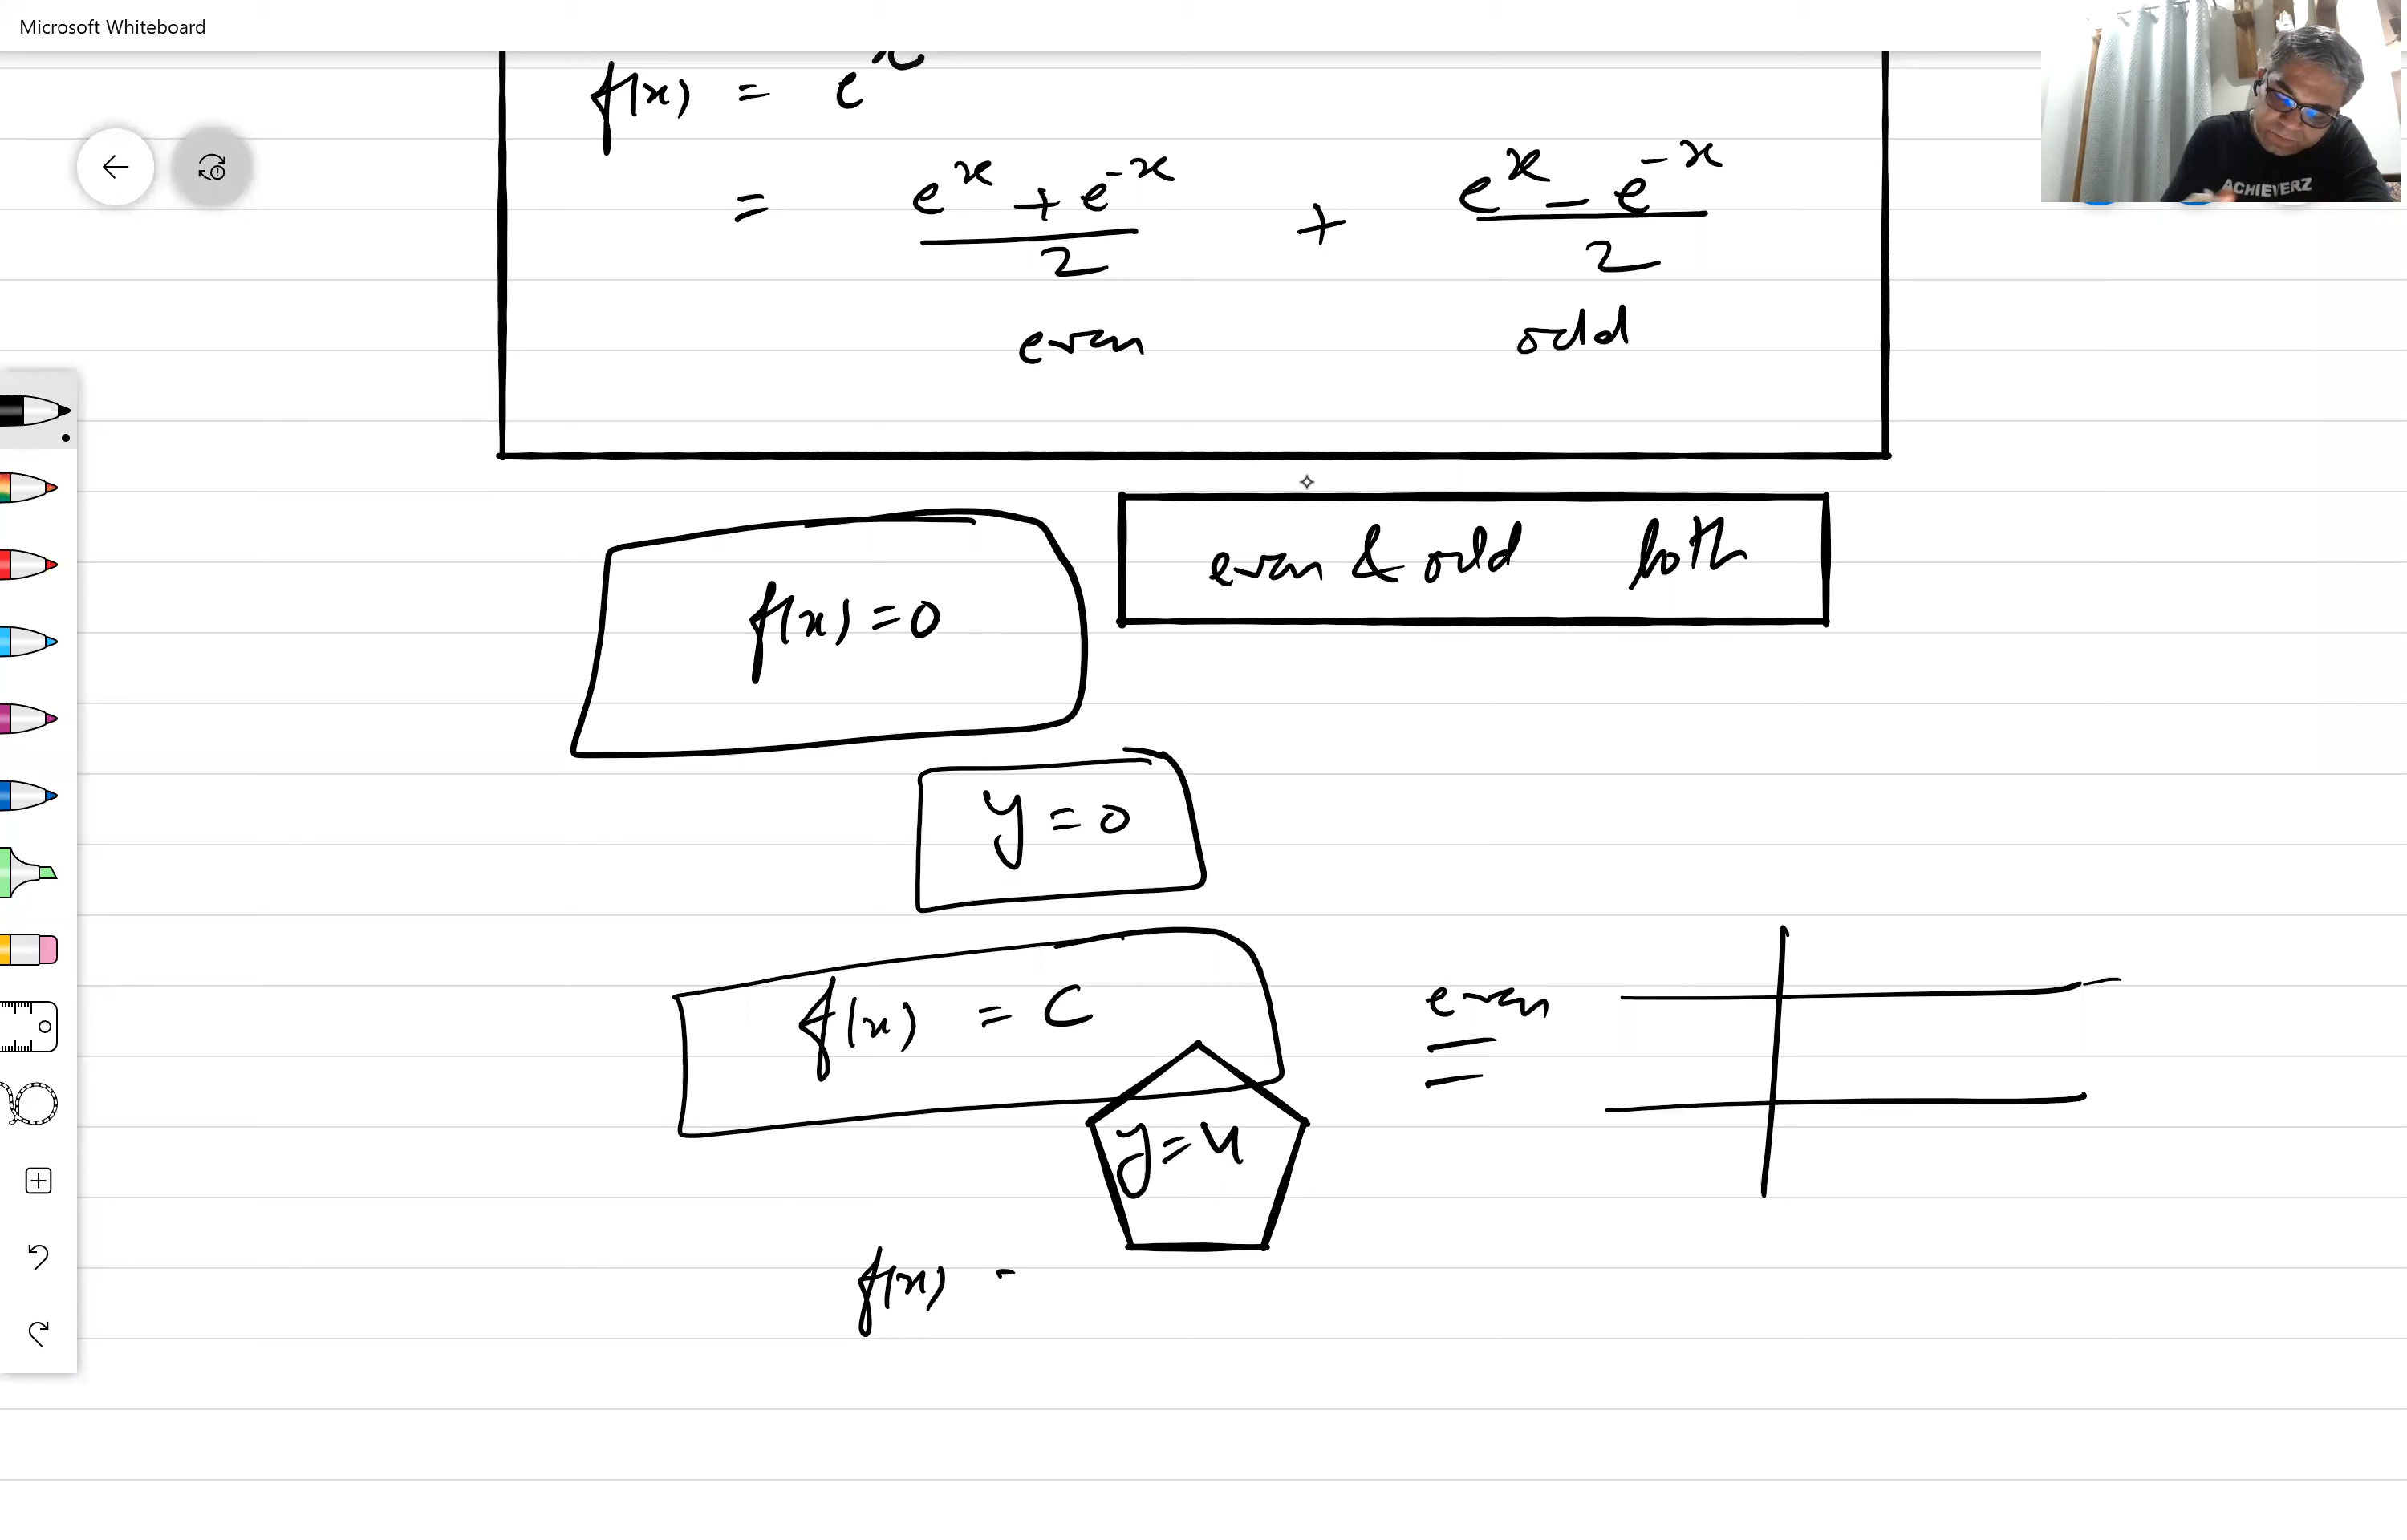 Microsoft Whiteboard
ACHIEVERZ
f(x) = e^x
= (e^x + e^-x)/2 + (e^x - e^-x)/2
even odd
even & odd both
f(x) = 0
y = 0
f(x) = C even
y = 4
f(x) -